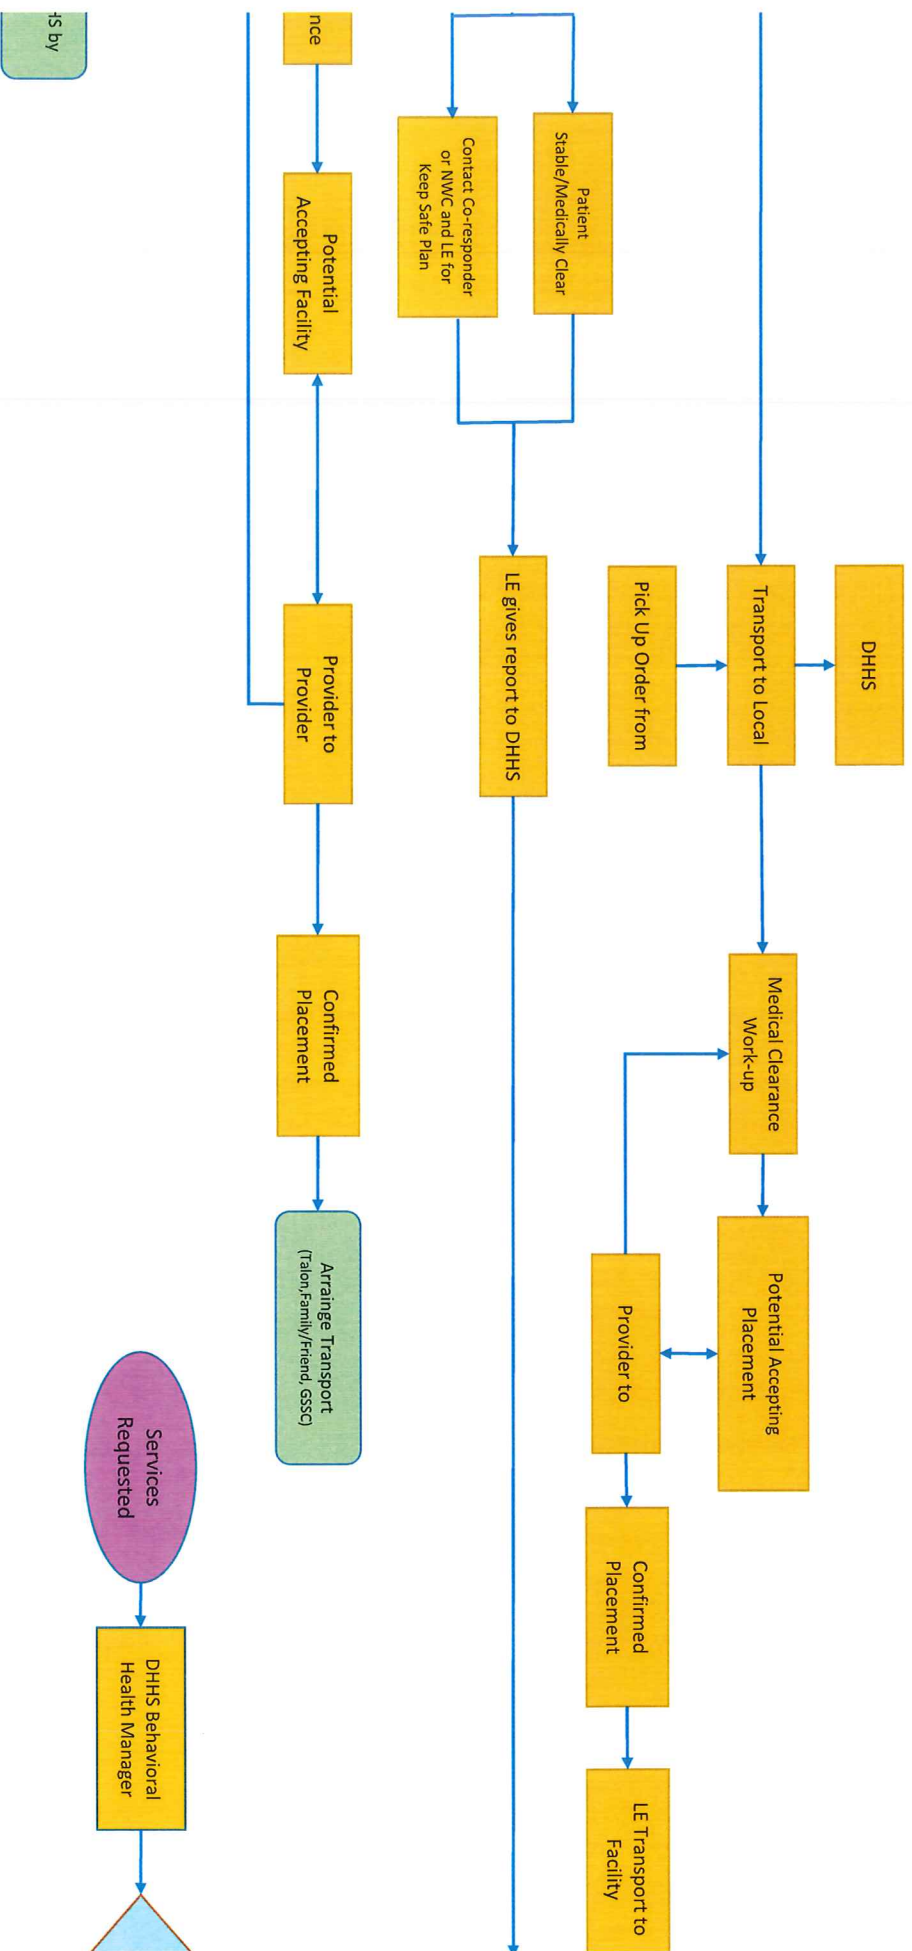 DHHS
Transport to Local
Medical Clearance
Work-up
Potential Accepting
Placement
Pick Up Order from
Provider to
Confirmed
Placement
LE Transport to
Facility
Patient
Stable/Medically Clear
LE gives report to DHHS
Contact Co-responder
or NWC and LE for
Keep Safe Plan
nce
Potential
Accepting Facility
Provider to
Provider
Confirmed
Placement
Arrainge Transport
(Talon,Family/Friend, GSSC)
HS by
Services
Requested
DHHS Behavioral
Health Manager